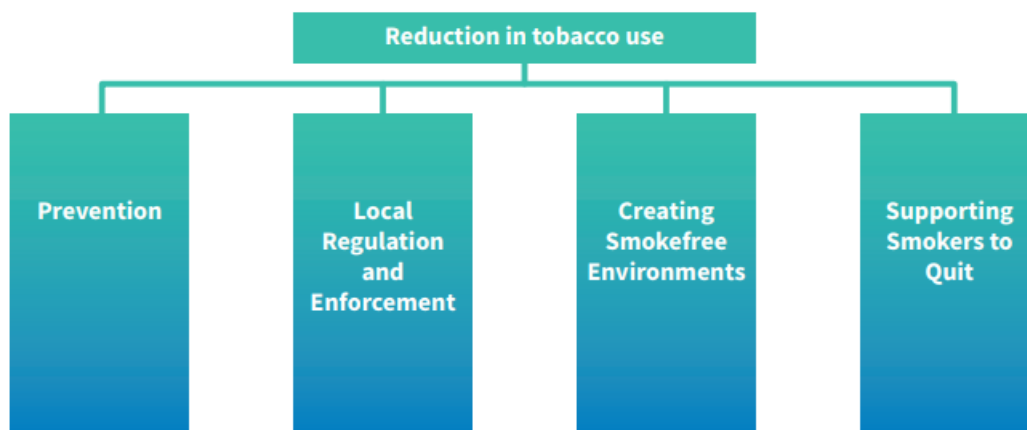 Reduction in tobacco use
Prevention
Local
Regulation
and
Enforcement
Creating
Smokefree
Environments
Supporting
Smokers to
Quit